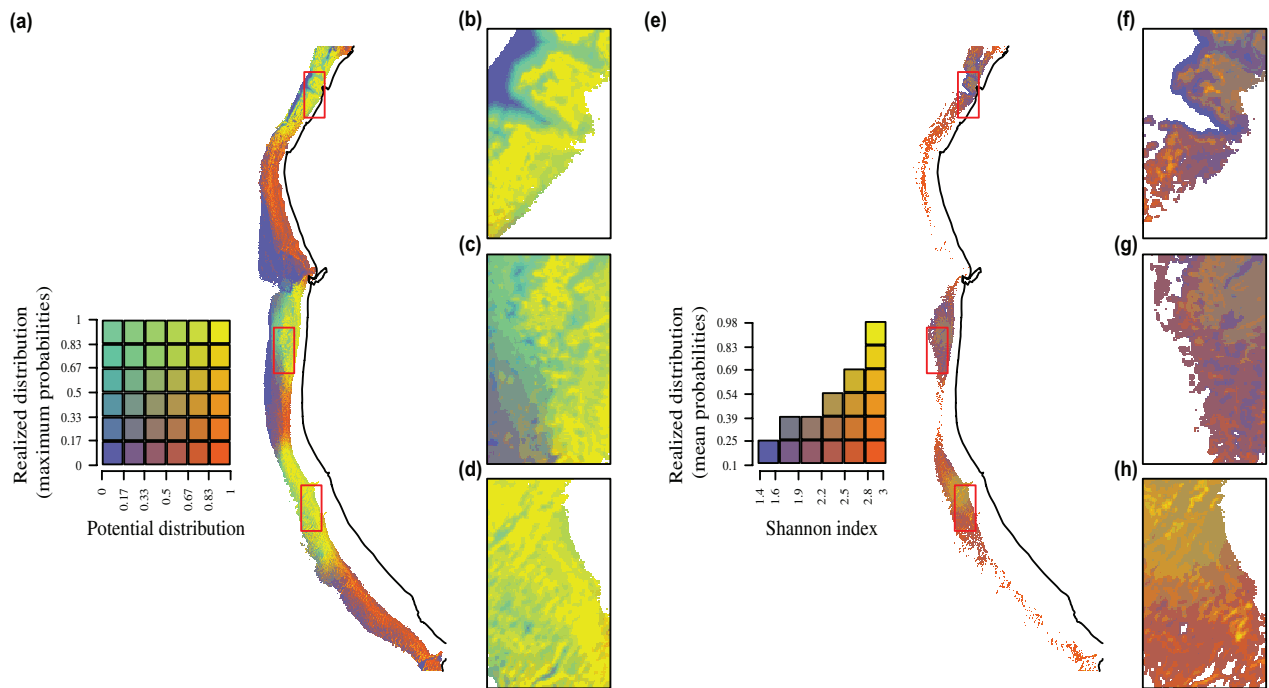 (a)
(b)
(c)
(d)
Realized distribution
(maximum probabilities)
1
0.83
0.67
0.5
0.33
0.17
0
0
0.17
0.33
0.5
0.67
0.83
1
Potential distribution
(e)
(f)
(g)
(h)
Realized distribution
(mean probabilities)
0.98
0.83
0.69
0.54
0.39
0.25
0.1
1.4
1.6
1.9
2.2
2.5
2.8
3
Shannon index